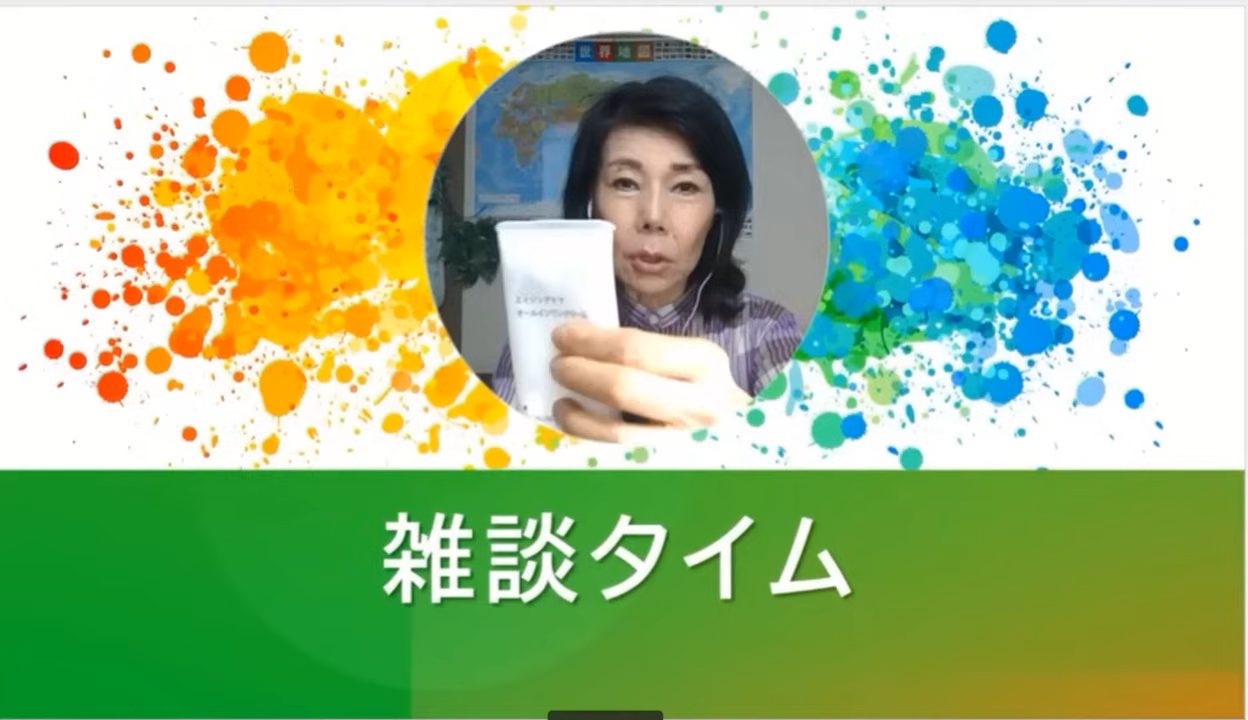 世界地図
エイジングケア
オールインワンクリーム
雑談タイム